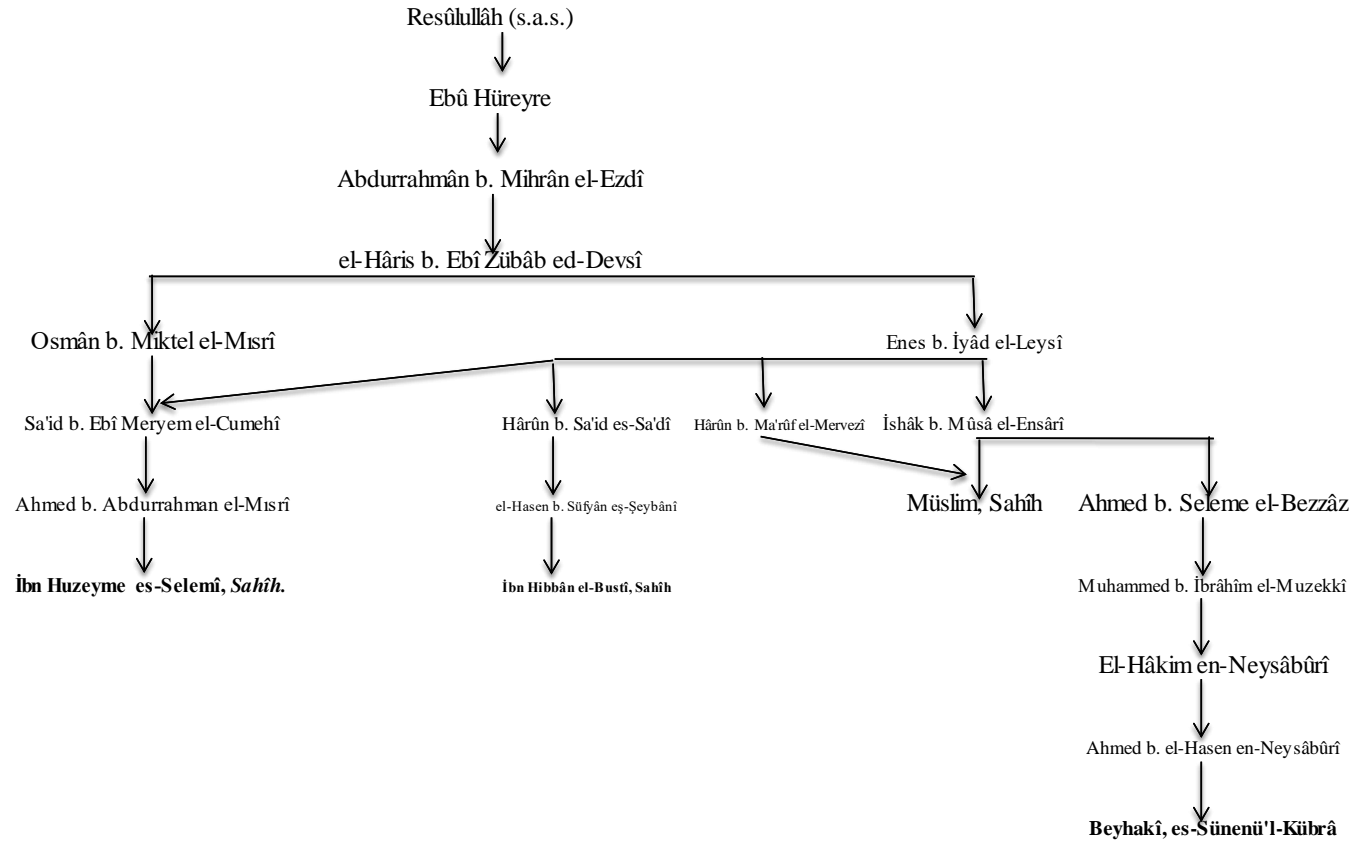 Resûlullâh (s.a.s.)
Ebû Hüreyre
Abdurrahmân b. Mihrân el-Ezdî
el-Hâris b. Ebî Zübâb ed-Devsî
Osmân b. Miktel el-Mısrî
Enes b. İyâd el-Leysî
Sa'id b. Ebî Meryem el-Cumehî
Hârûn b. Sa'id es-Sa'dî
Hârûn b. Ma'rûf el-Mervezî
İshâk b. Mûsâ el-Ensârî
Ahmed b. Abdurrahman el-Mısrî
el-Hasen b. Süfyân eş-Şeybânî
Müslim, Sahîh
Ahmed b. Seleme el-Bezzâz
İbn Huzeyme es-Selemî, Sahîh.
İbn Hibbân el-Bustî, Sahîh
Muhammed b. İbrâhîm el-Muzekkî
El-Hâkim en-Neysâbûrî
Ahmed b. el-Hasen en-Neysâbûrî
Beyhakî, es-Sünenü'l-Kübrâ